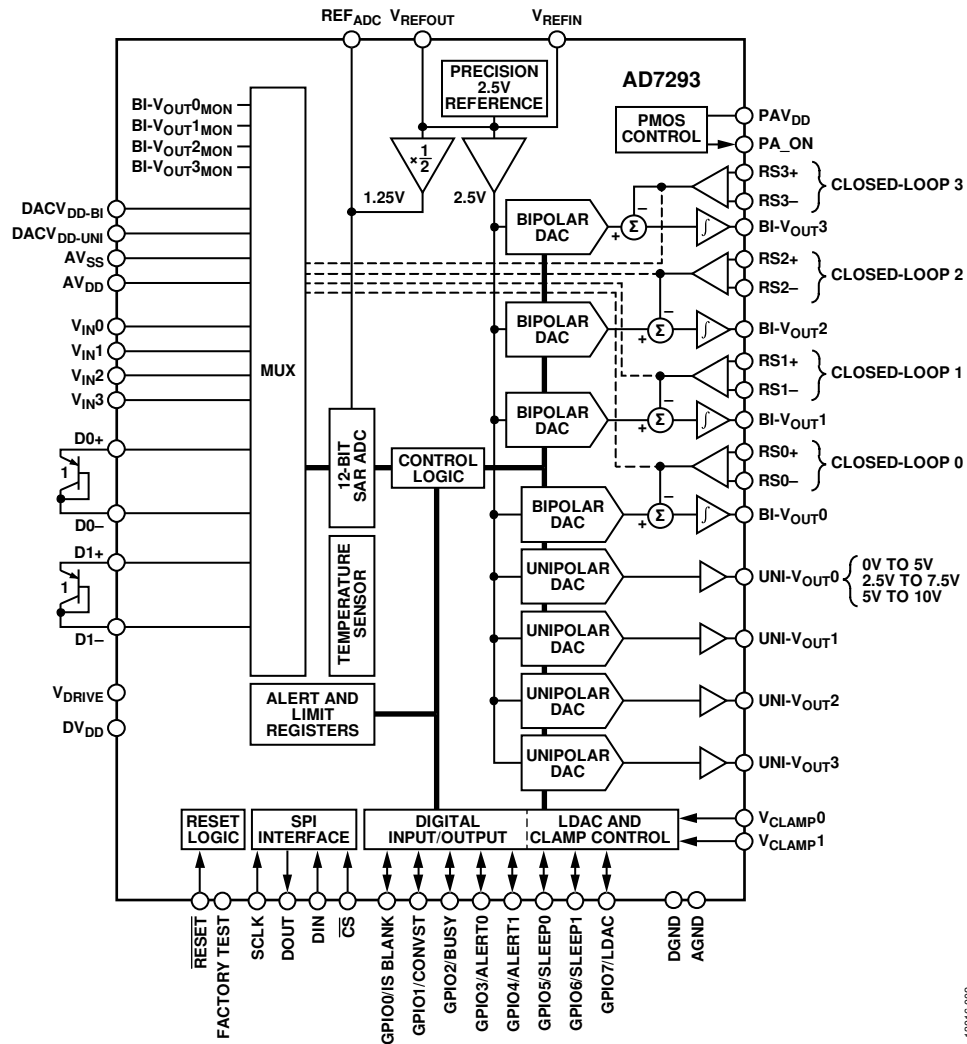 REFADC
VREFOUT
VREFIN
PRECISION
2.5V
REFERENCE
AD7293
PMOS
CONTROL
PAVDD
PA_ON
BI-VOUT0MON
BI-VOUT1MON
BI-VOUT2MON
BI-VOUT3MON
×1/2
1.25V
2.5V
DACVDD-BI
DACVDD-UNI
AVSS
AVDD
VIN0
VIN1
VIN2
VIN3
D0+
1
D0–
D1+
1
D1–
VDRIVE
DVDD
MUX
12-BIT
SAR ADC
CONTROL
LOGIC
TEMPERATURE
SENSOR
ALERT AND
LIMIT
REGISTERS
BIPOLAR
DAC
–
+
Σ
∫
RS3+
RS3–
CLOSED-LOOP 3
BI-VOUT3
BIPOLAR
DAC
–
+
Σ
∫
RS2+
RS2–
CLOSED-LOOP 2
BI-VOUT2
BIPOLAR
DAC
–
+
Σ
∫
RS1+
RS1–
CLOSED-LOOP 1
BI-VOUT1
BIPOLAR
DAC
–
+
Σ
∫
RS0+
RS0–
CLOSED-LOOP 0
BI-VOUT0
UNIPOLAR
DAC
UNI-VOUT0
0V TO 5V
2.5V TO 7.5V
5V TO 10V
UNIPOLAR
DAC
UNI-VOUT1
UNIPOLAR
DAC
UNI-VOUT2
UNIPOLAR
DAC
UNI-VOUT3
RESET
LOGIC
SPI
INTERFACE
DIGITAL
INPUT/OUTPUT
LDAC AND
CLAMP CONTROL
VCLAMP0
VCLAMP1
RESET
FACTORY TEST
SCLK
DOUT
DIN
CS
GPIO0/IS BLANK
GPIO1/CONVST
GPIO2/BUSY
GPIO3/ALERT0
GPIO4/ALERT1
GPIO5/SLEEP0
GPIO6/SLEEP1
GPIO7/LDAC
DGND
AGND